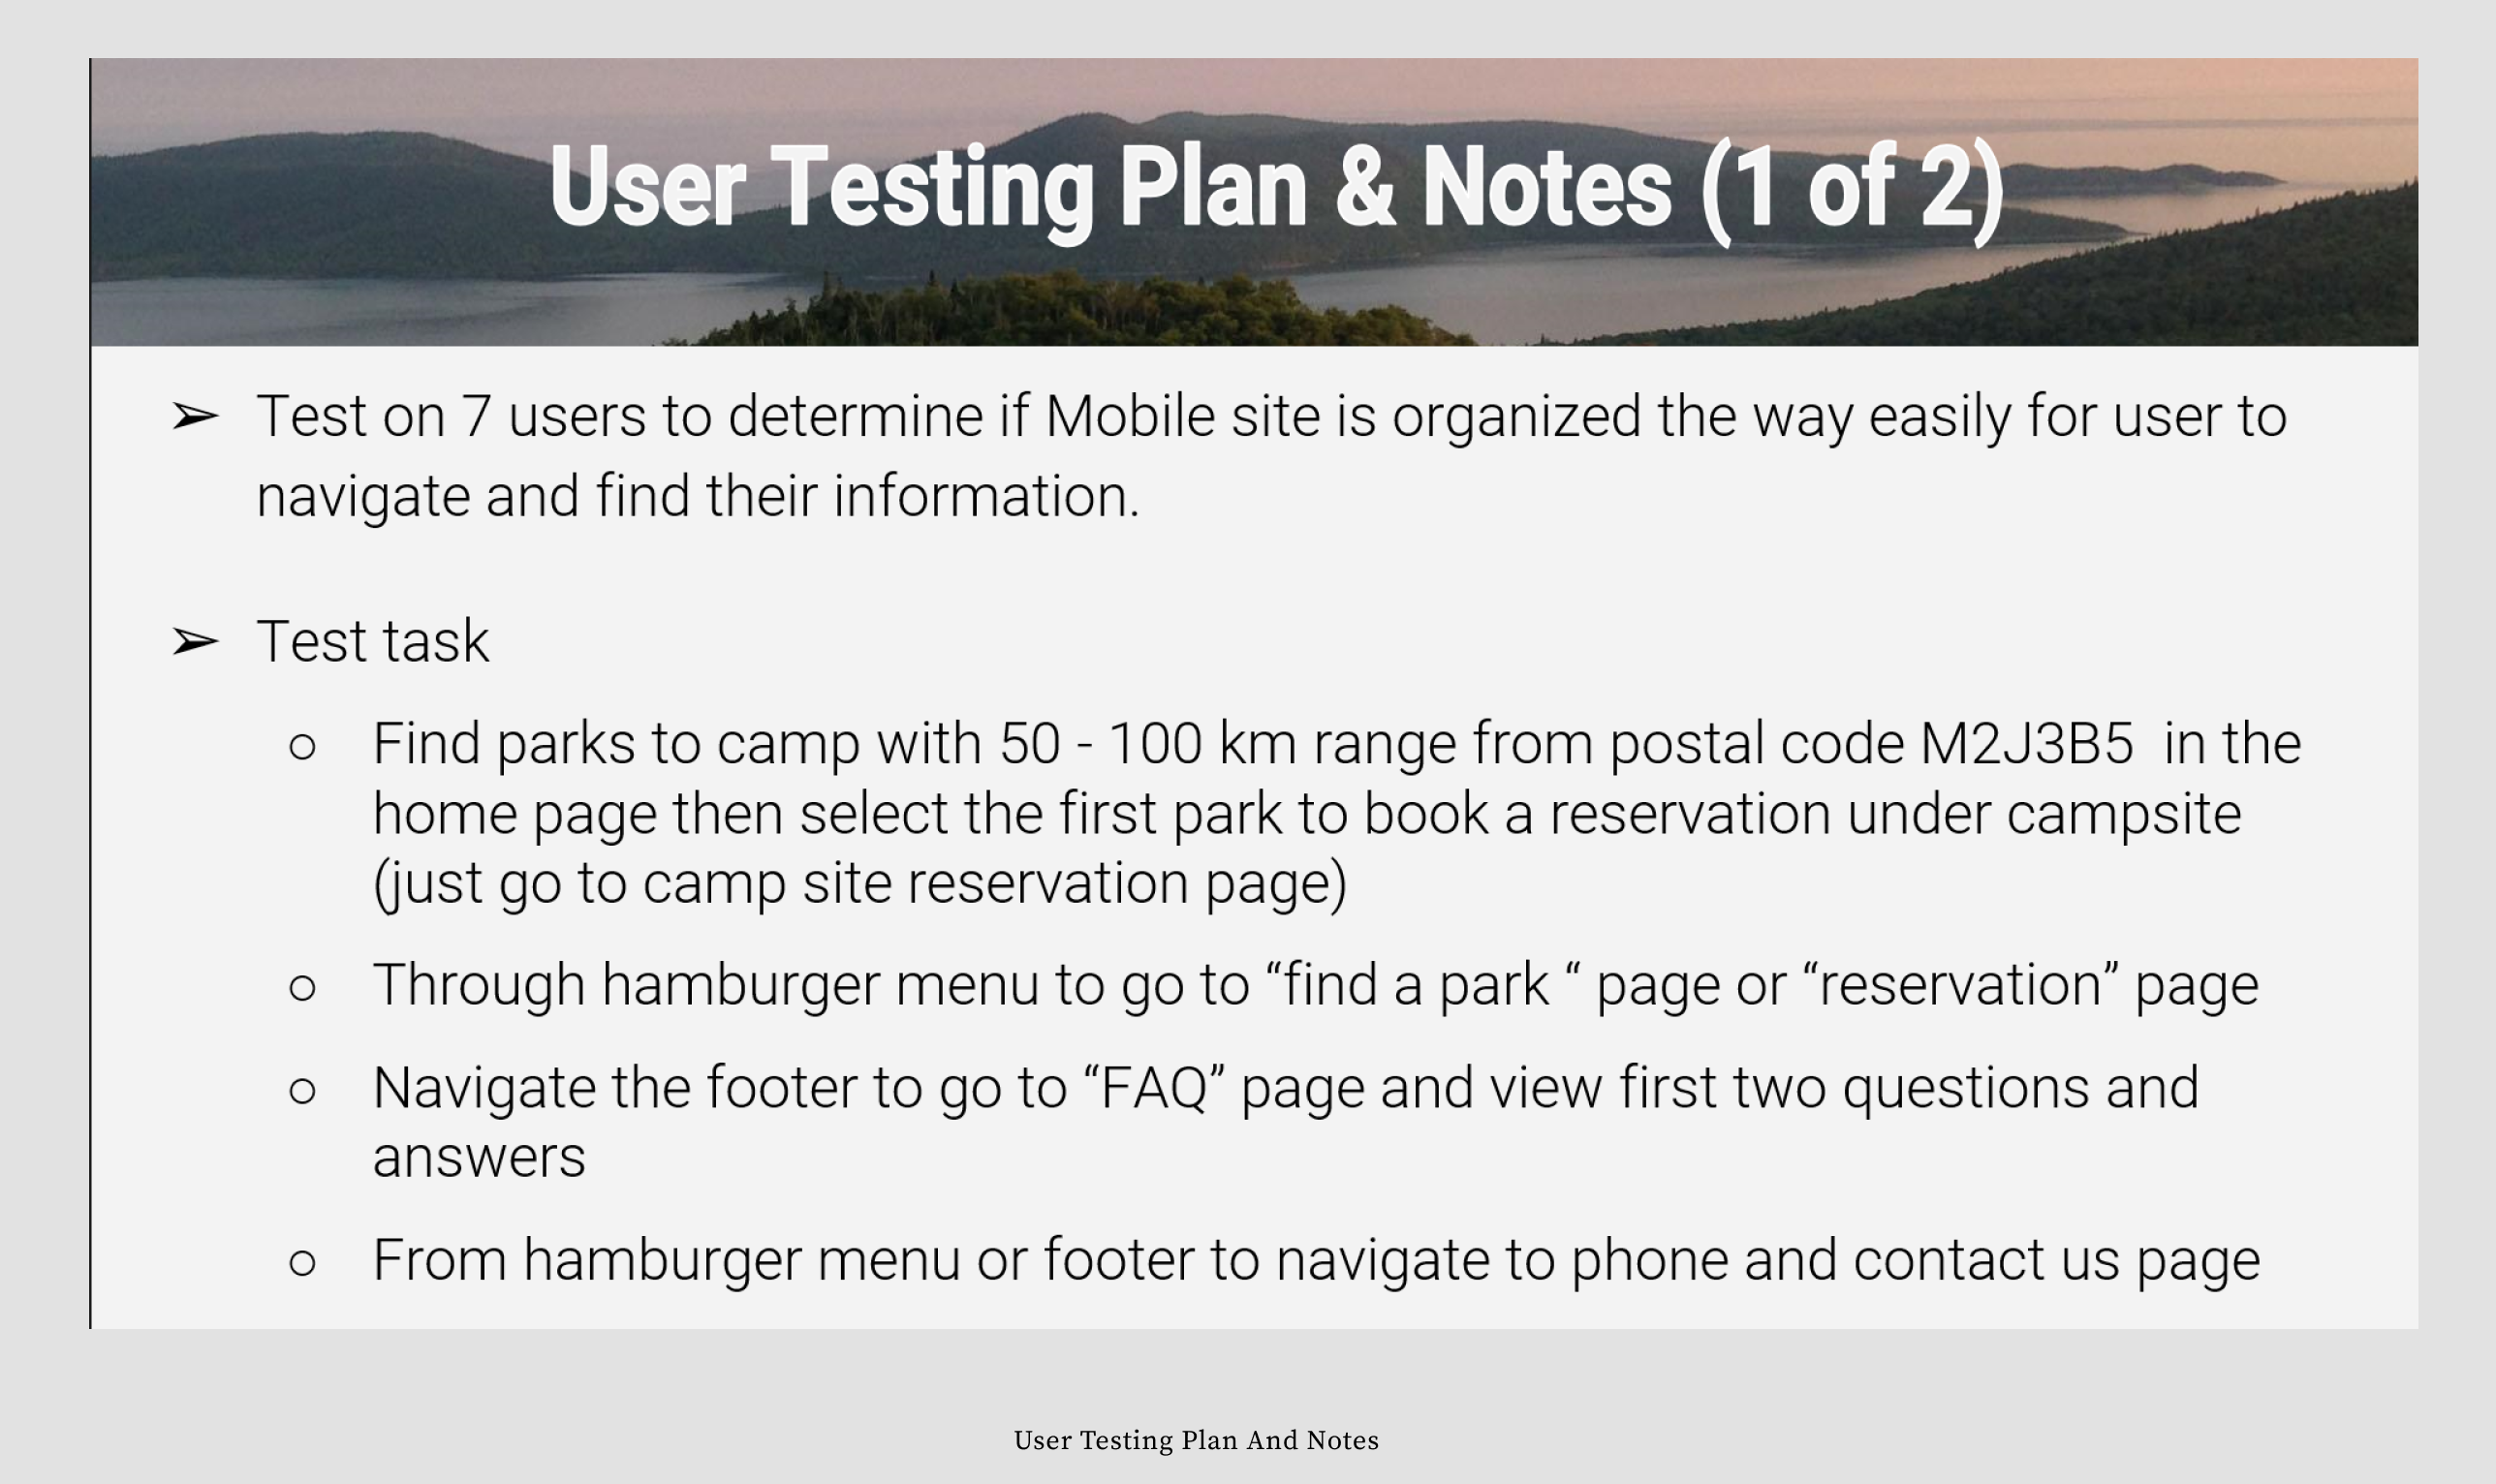 User Testing Plan & Notes (1 of 2)
➢ Test on 7 users to determine if Mobile site is organized the way easily for user to
navigate and find their information.
➢ Test task
○ Find parks to camp with 50 - 100 km range from postal code M2J3B5  in the
home page then select the first park to book a reservation under campsite
(just go to camp site reservation page)
○ Through hamburger menu to go to “find a park “ page or “reservation” page
○ Navigate the footer to go to “FAQ” page and view first two questions and
answers
○ From hamburger menu or footer to navigate to phone and contact us page
User Testing Plan And Notes